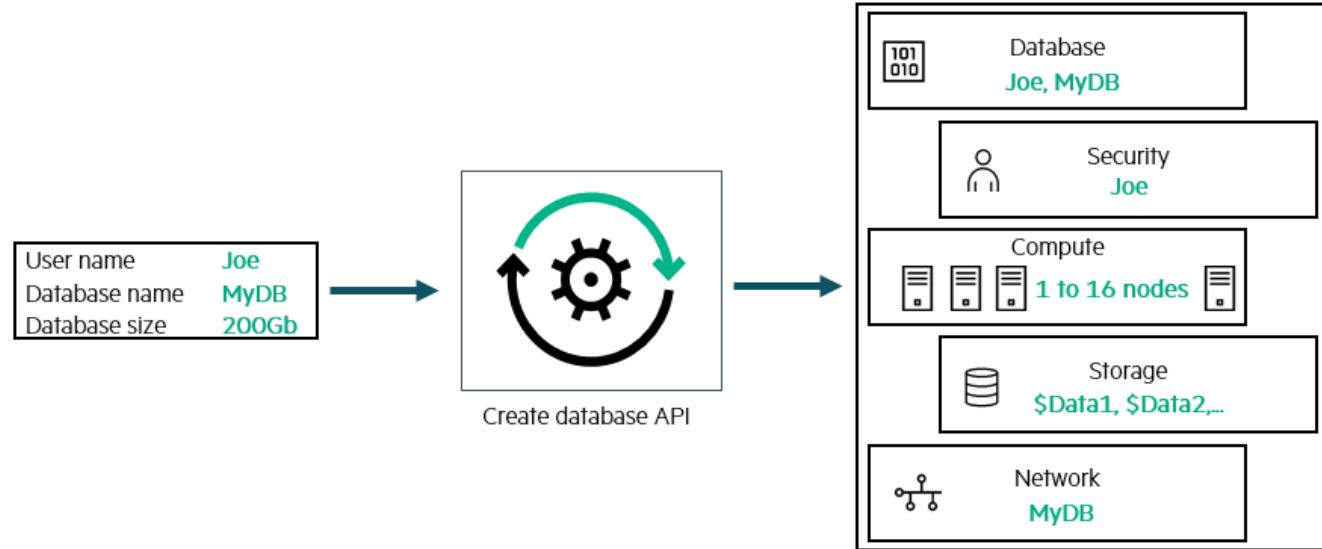 User name Joe
Database name MyDB
Database size 200Gb
Create database API
101
010
Database
Joe, MyDB
Security
Joe
Compute
1 to 16 nodes
Storage
$Data1, $Data2,...
Network
MyDB